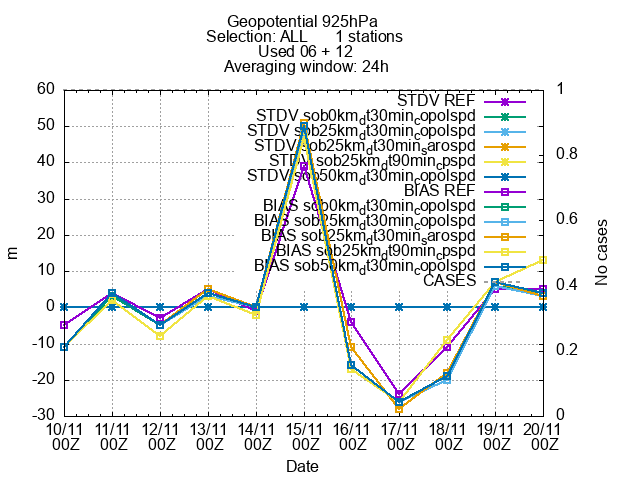 Geopotential 925hPa
Selection: ALL 1 stations
Used 06 + 12
Averaging window: 24h
60
50
40
30
20
10
0
-10
-20
-30
m
1
0.8
0.6
0.4
0.2
0
No cases
STDV REF
STDV sob0km_dt30min_copolspd
STDV sob25km_dt30min_copolspd
STDV sob25km_dt30min_sarospd
STDV sob25km_dt90min_cpspd
STDV sob50km_dt30min_copolspd
BIAS REF
BIAS sob0km_dt30min_copolspd
BIAS sob25km_dt30min_copolspd
BIAS sob25km_dt30min_sarospd
BIAS sob25km_dt90min_cpspd
BIAS sob50km_dt30min_copolspd
CASES
10/11 11/11 12/11 13/11 14/11 15/11 16/11 17/11 18/11 19/11 20/11
00Z 00Z 00Z 00Z 00Z 00Z 00Z 00Z 00Z 00Z 00Z
Date